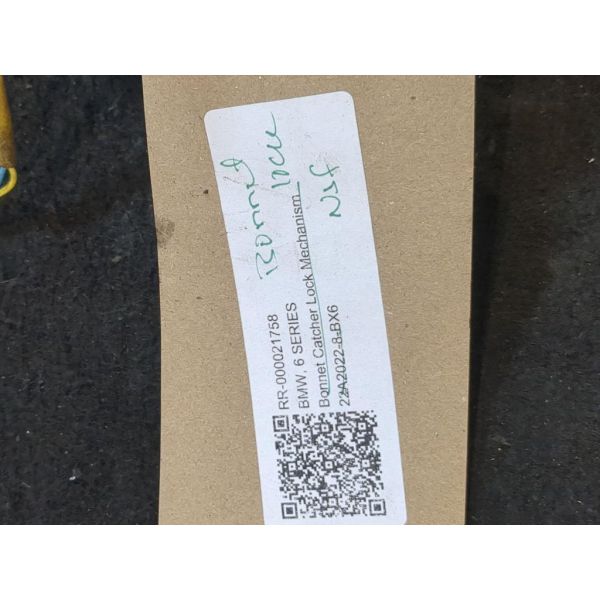 Bonnet
lock
NSF
RR-000021758
BMW, 6 SERIES
Bonnet Catcher Lock Mechanism
22A2022-8-BX6